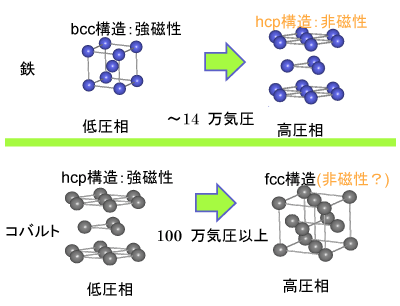 bcc構造：強磁性
hcp構造：非磁性
鉄
～14 万気圧
低圧相
高圧相
hcp構造：強磁性
fcc構造(非磁性？)
コバルト
100 万気圧以上
低圧相
高圧相